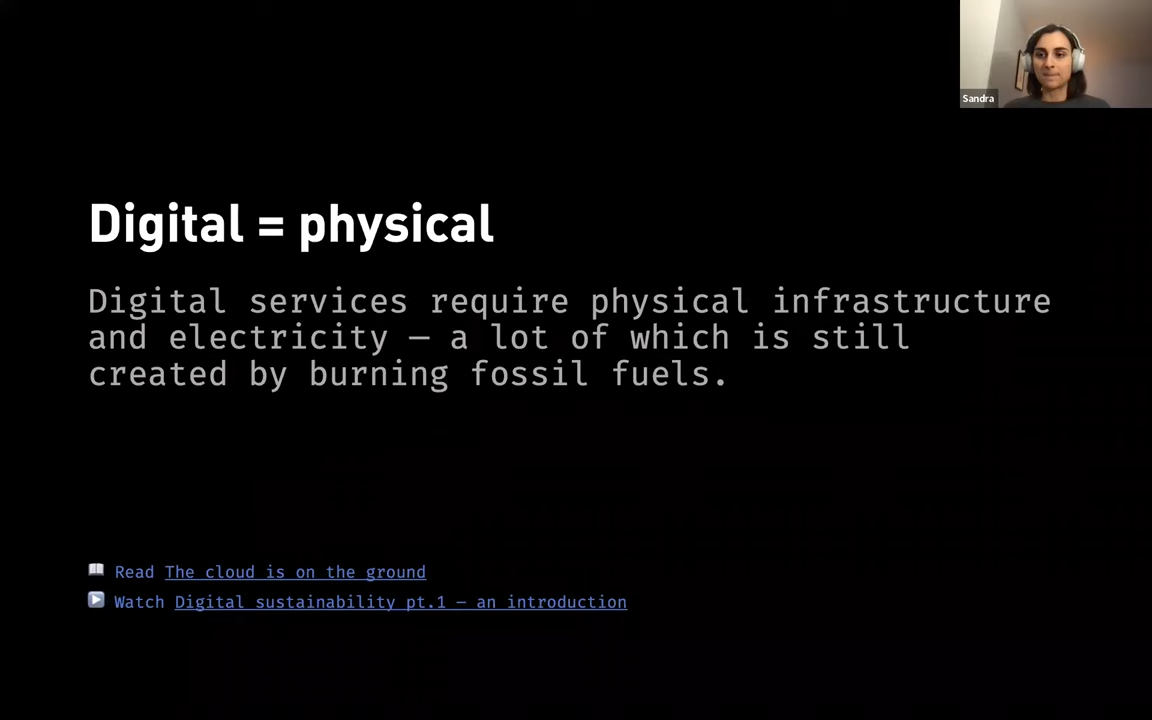 Sandra
Digital = physical
Digital services require physical infrastructure
and electricity — a lot of which is still
created by burning fossil fuels.
Read The cloud is on the ground
Watch Digital sustainability pt.1 — an introduction